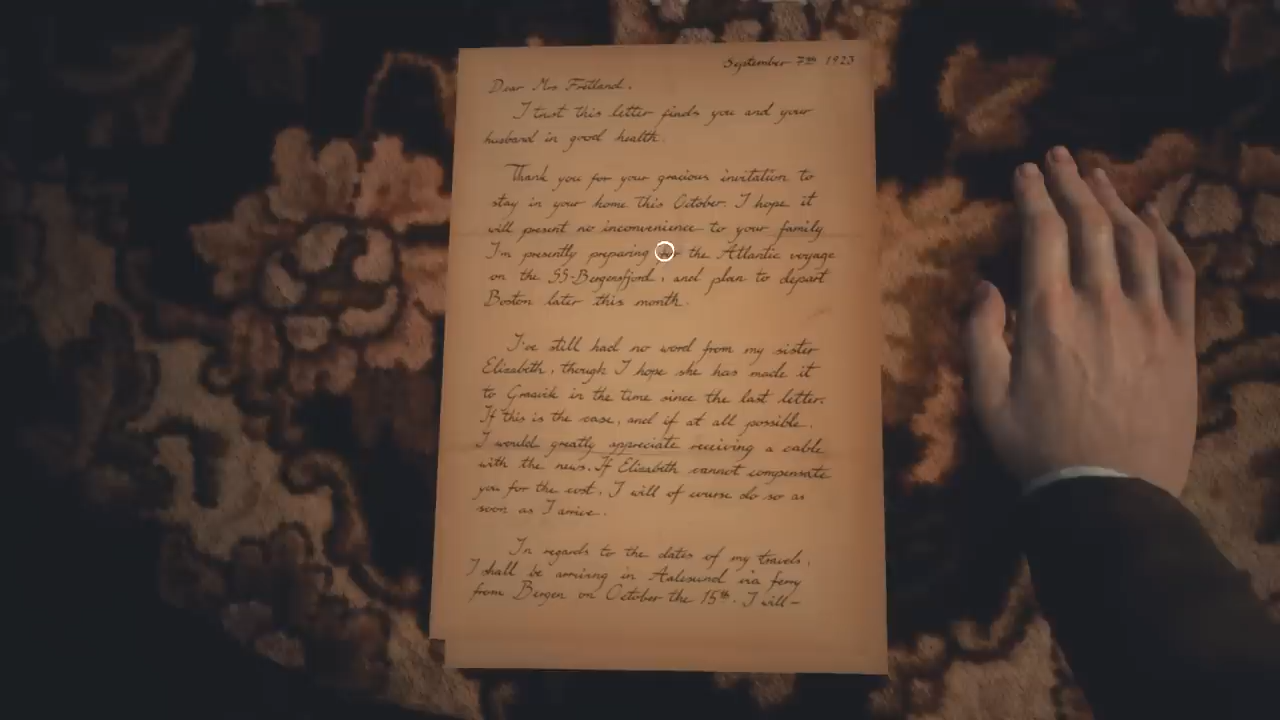 September 7th 1923
Dear Mrs Fretland,
I trust this letter finds you and your
husband in good health.
Thank you for your gracious invitation to
stay in your home this October. I hope it
will present no inconvenience to your family
I'm presently preparing for the Atlantic voyage
on the SS-Bergensfjord, and plan to depart
Boston later this month.
I've still had no word from my sister
Elizabeth, though I hope she has made it
to Gravik in the time since the last letter.
If this is the case, and if at all possible,
I would greatly appreciate receiving a cable
with the news. If Elizabeth cannot compensate
you for the cost, I will of course do so as
soon as I arrive.
In regards to the dates of my travels,
I shall be arriving in Aalesund via ferry
from Bergen on October the 15th. I will-